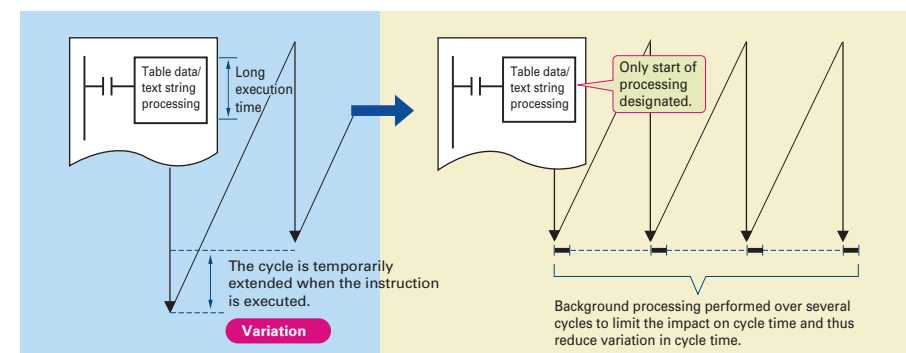 Table data/
text string
processing
Long
execution
time
The cycle is temporarily
extended when the instruction
is executed.
Variation
Table data/
text string
processing
Only start of
processing
designated.
Background processing performed over several
cycles to limit the impact on cycle time and thus
reduce variation in cycle time.